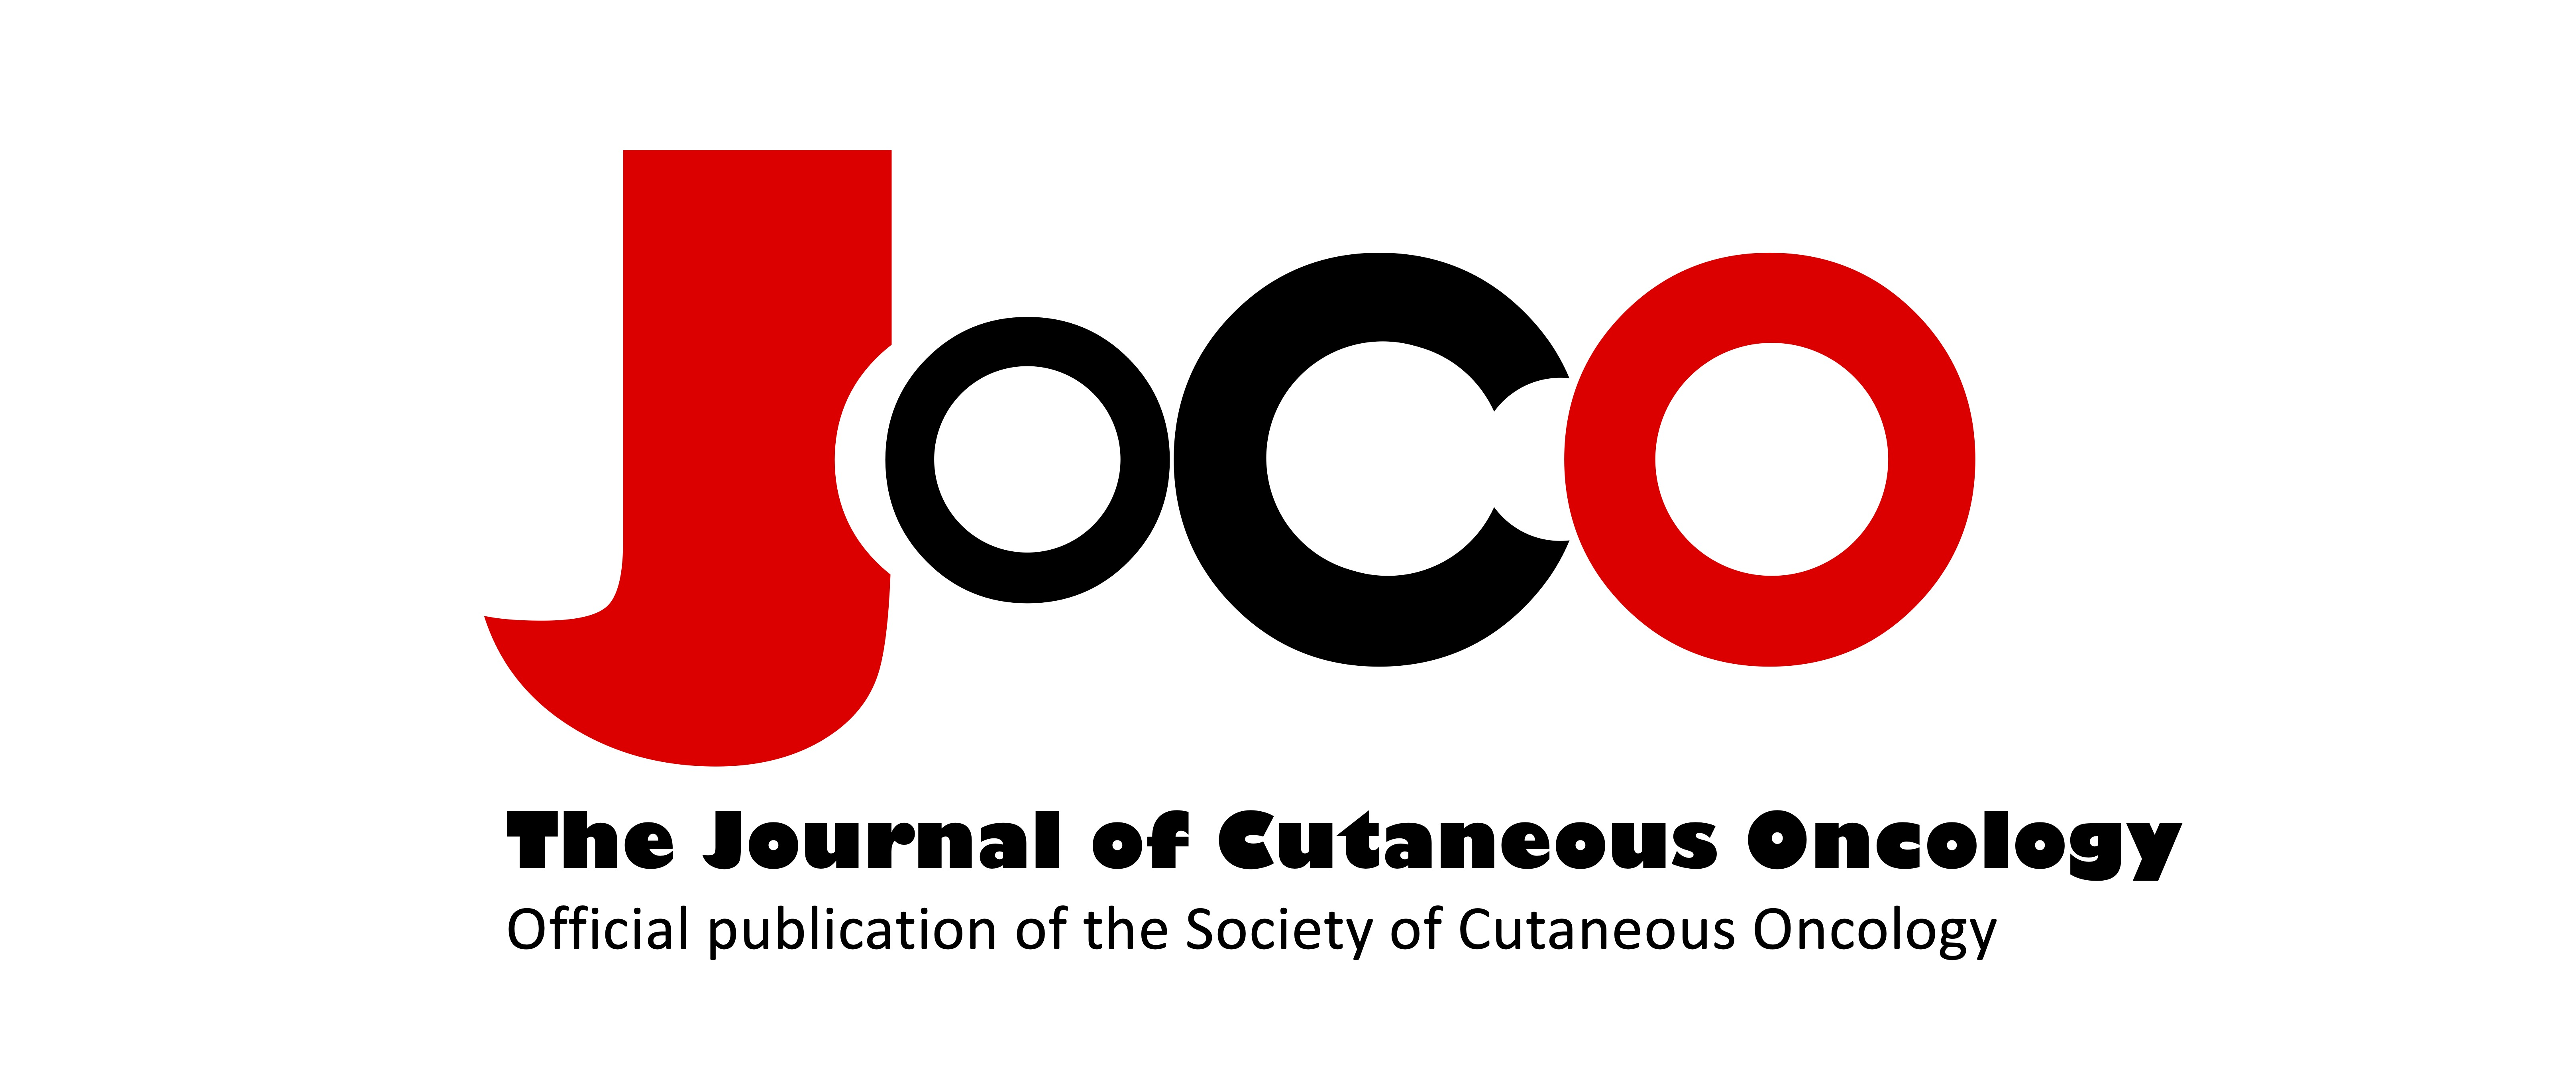 JoCO
The Journal of Cutaneous Oncology
Official publication of the Society of Cutaneous Oncology